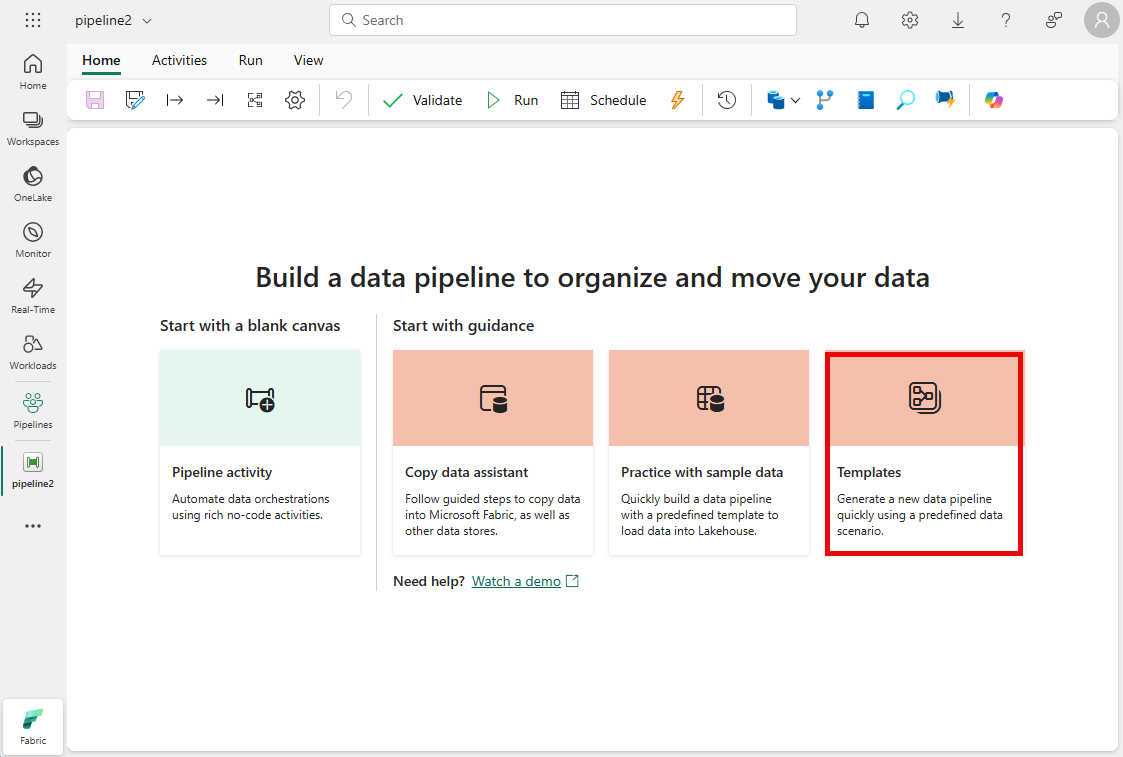 pipeline2
Search
Home
Activities
Run
View
Validate
Run
Schedule
Home
Workspaces
OneLake
Monitor
Real-Time
Workloads
Pipelines
pipeline2
Fabric
Build a data pipeline to organize and move your data
Start with a blank canvas
Start with guidance
Pipeline activity
Automate data orchestrations
using rich no-code activities.
Copy data assistant
Follow guided steps to copy data
into Microsoft Fabric, as well as
other data stores.
Practice with sample data
Quickly build a data pipeline
with a predefined template to
load data into Lakehouse.
Templates
Generate a new data pipeline
quickly using a predefined data
scenario.
Need help? Watch a demo